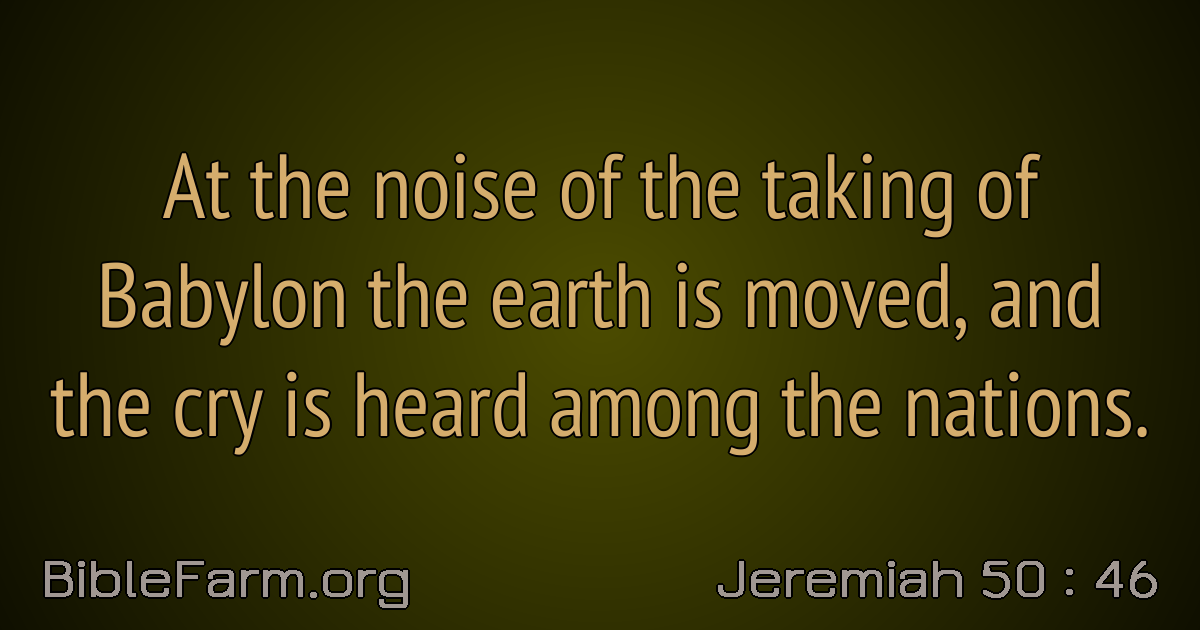 At the noise of the taking of
Babylon the earth is moved, and
the cry is heard among the nations.
BibleFarm.org
Jeremiah 50 : 46